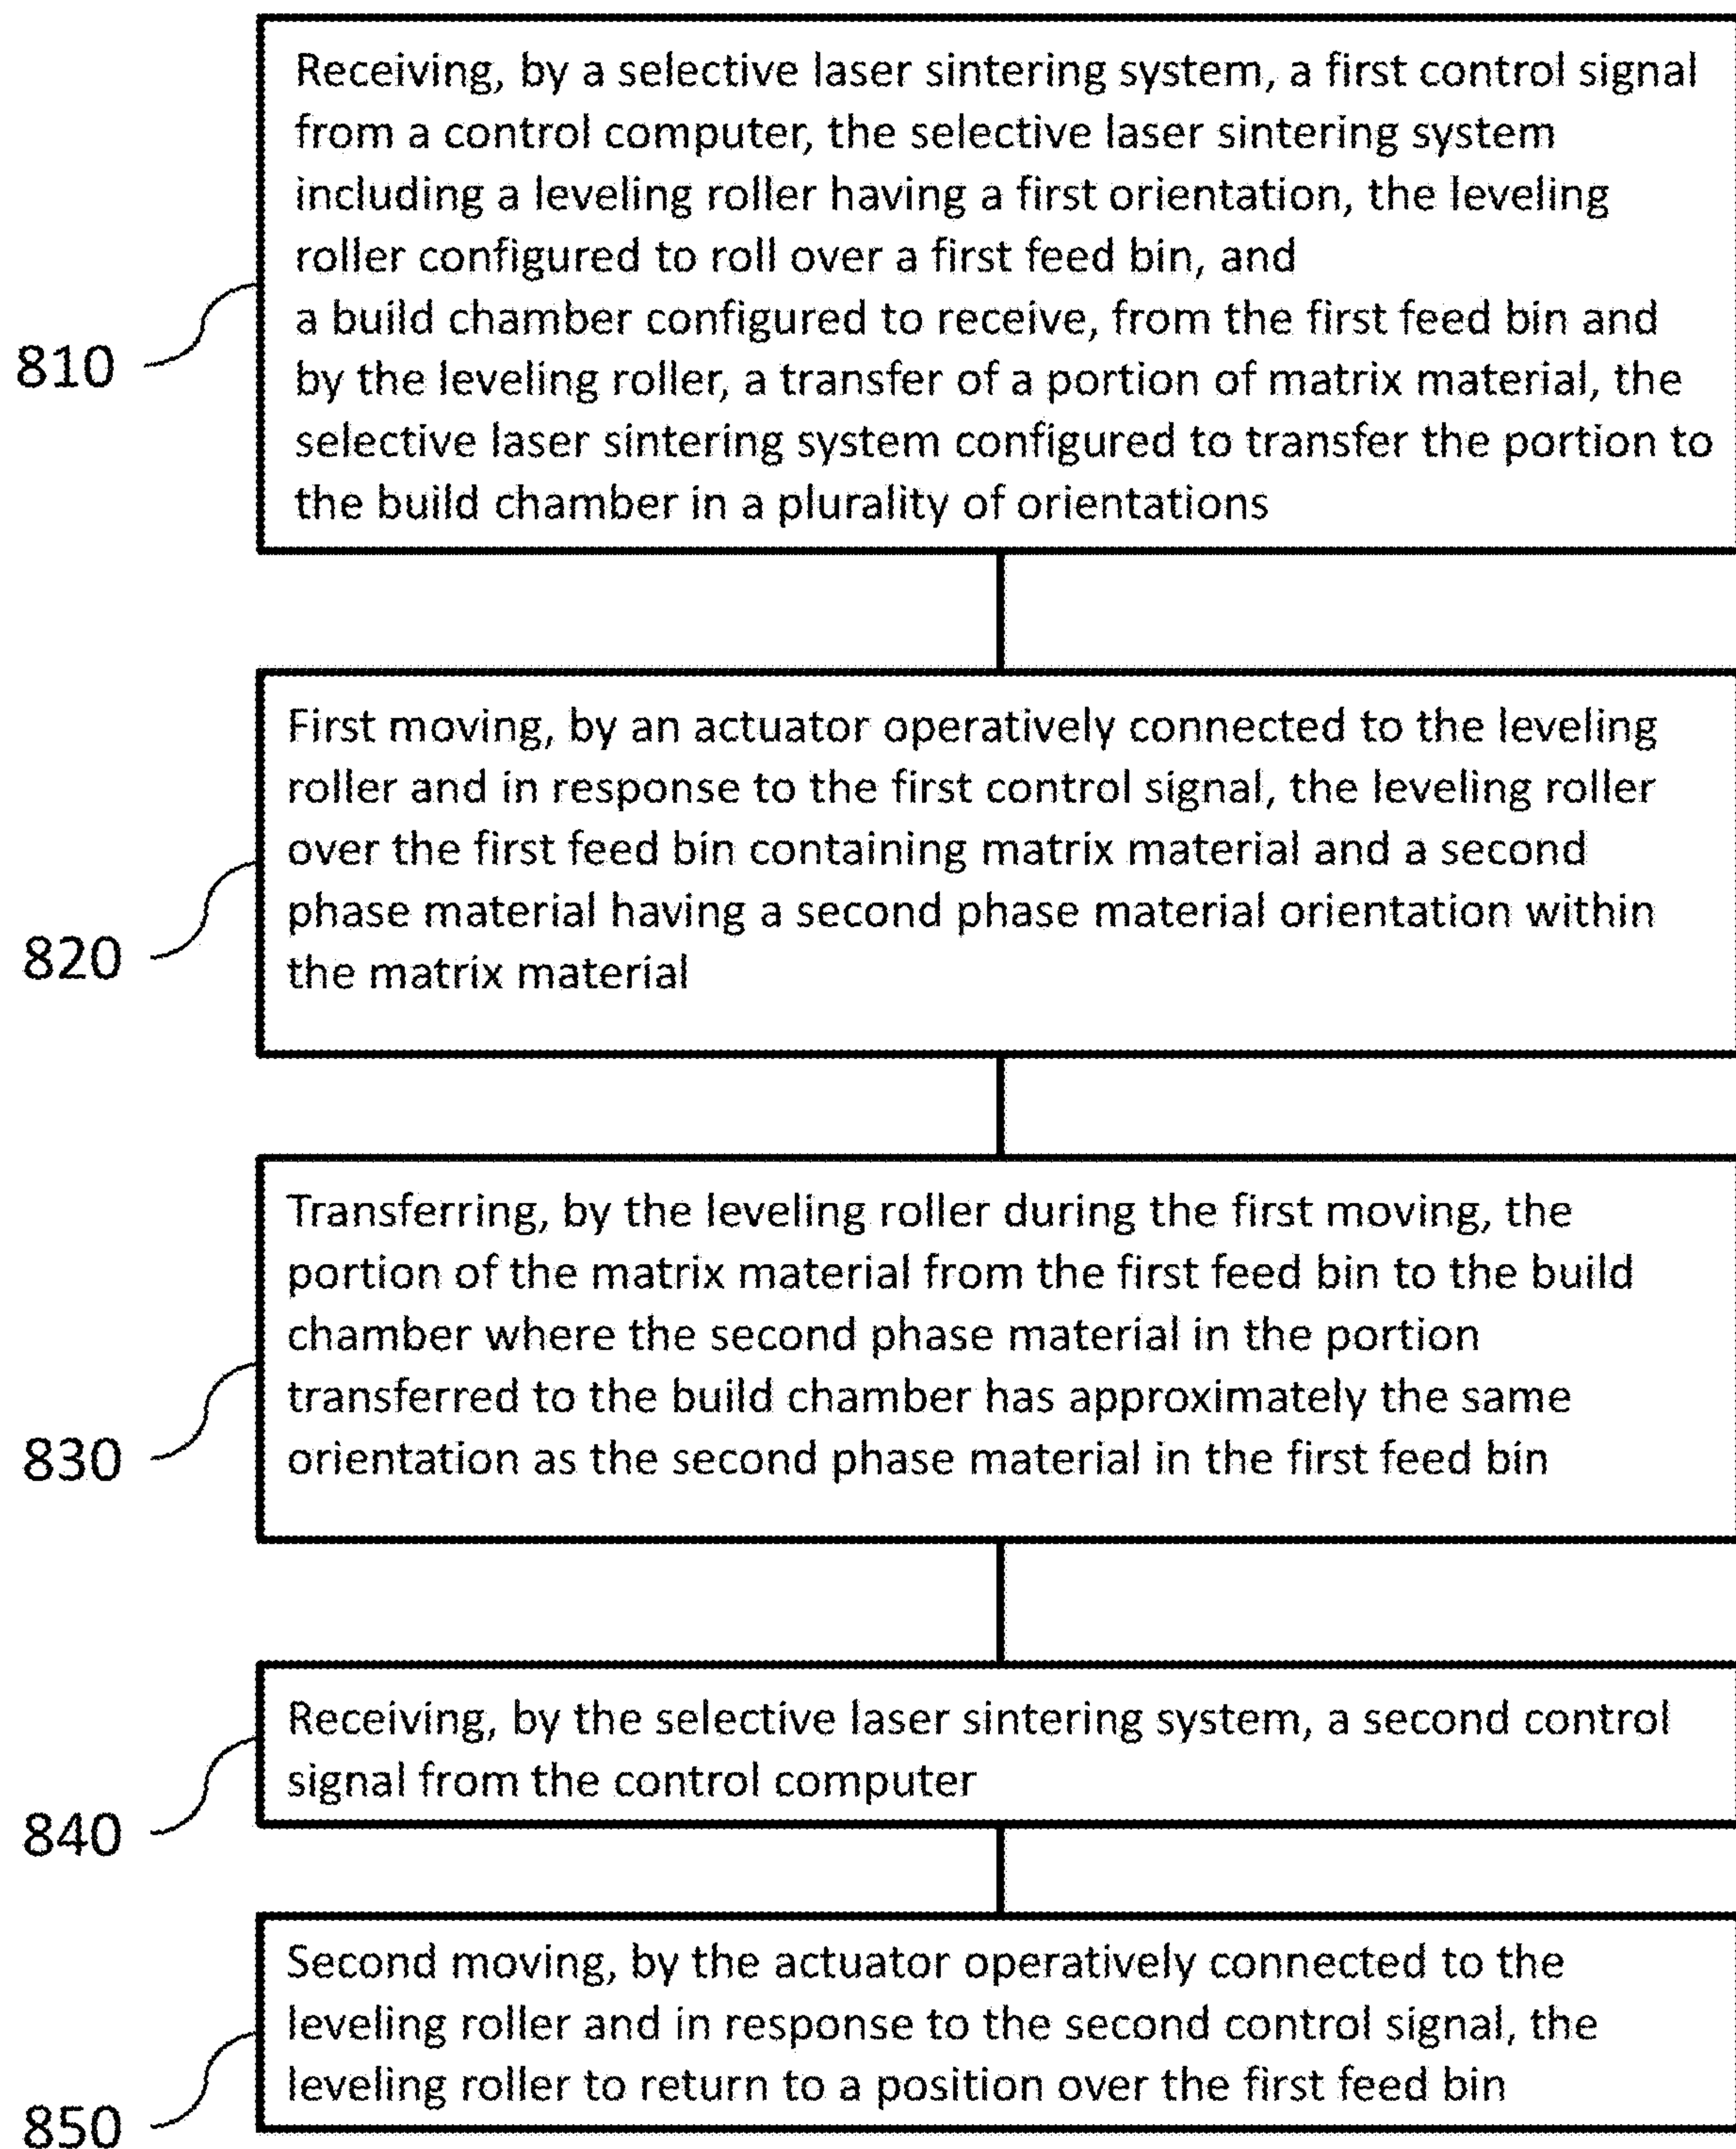 Receiving, by a selective laser sintering system, a first control signal
from a control computer, the selective laser sintering system
including a leveling roller having a first orientation, the leveling
roller configured to roll over a first feed bin, and
a build chamber configured to receive, from the first feed bin and
by the leveling roller, a transfer of a portion of matrix material, the
selective laser sintering system configured to transfer the portion to
the build chamber in a plurality of orientations
810
First moving, by an actuator operatively connected to the leveling
roller and in response to the first control signal, the leveling roller
over the first feed bin containing matrix material and a second
phase material having a second phase material orientation within
the matrix material
820
Transferring, by the leveling roller during the first moving, the
portion of the matrix material from the first feed bin to the build
chamber where the second phase material in the portion
transferred to the build chamber has approximately the same
orientation as the second phase material in the first feed bin
830
Receiving, by the selective laser sintering system, a second control
signal from the control computer
840
Second moving, by the actuator operatively connected to the
leveling roller and in response to the second control signal, the
leveling roller to return to a position over the first feed bin
850